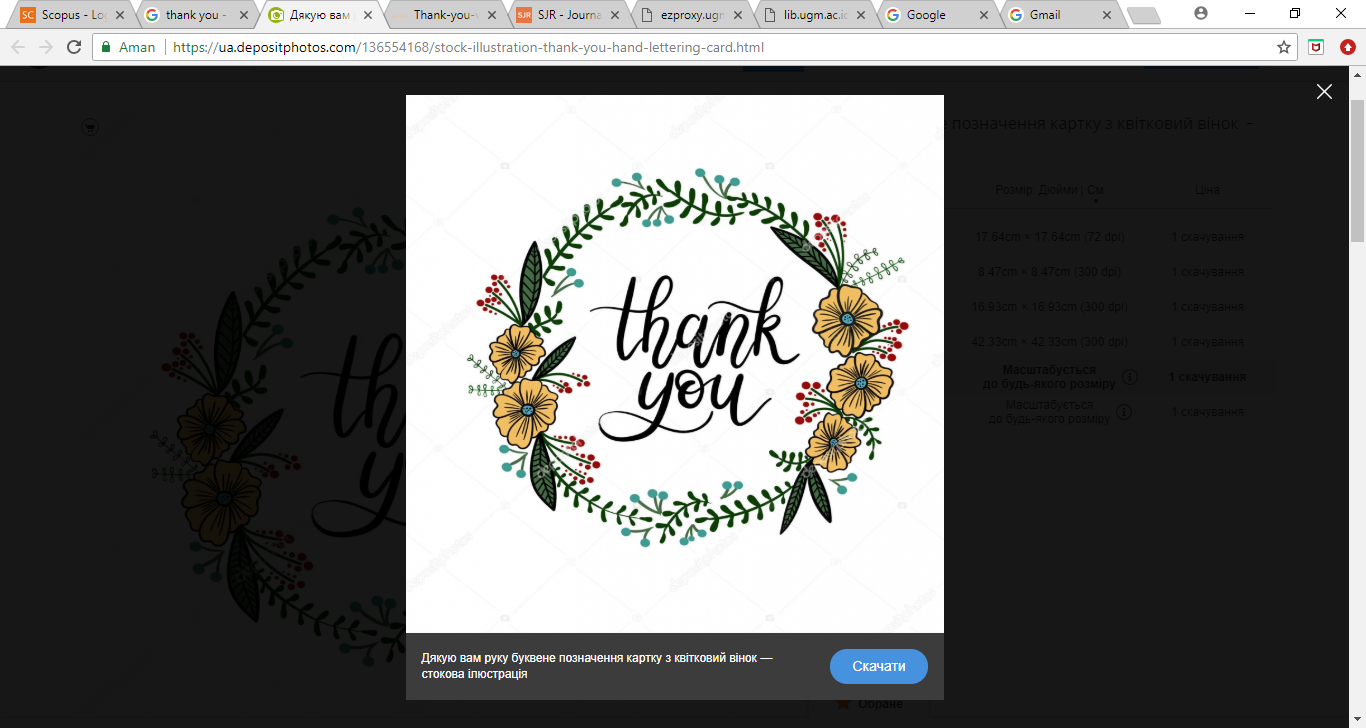 Scopus - Lo
thank you -
Дякую вам
Thank-you-
SJR - Journa
ezproxy.ugm
lib.ugm.ac.i
Google
Gmail
Aman
https://ua.depositphotos.com/136554168/stock-illustration-thank-you-hand-lettering-card.html
е позначення картку з квітковий вінок –
Розмір Дюйми | См
Ціна
17.64cm × 17.64cm (72 dpi)
1 скачування
8.47cm × 8.47cm (300 dpi)
1 скачування
16.93cm × 16.93cm (300 dpi)
1 скачування
42.33cm × 42.33cm (300 dpi)
1 скачування
Масштабується
до будь-якого розміру
1 скачування
Масштабується
до будь-якого розміру
1 скачування
thank
you
Дякую вам руку буквене позначення картку з квітковий вінок —
стокова ілюстрація
Скачати
Обране